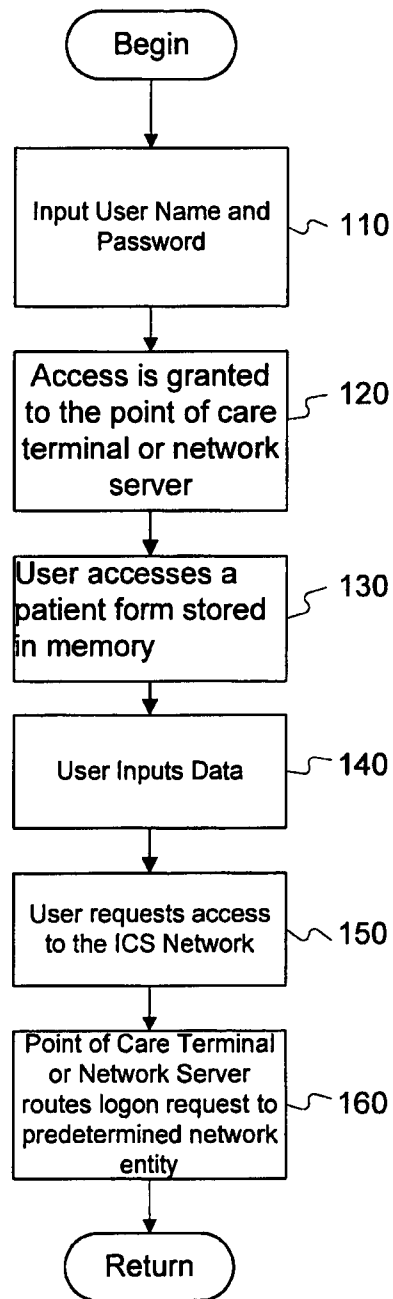 Begin
Input User Name and
Password
110
Access is granted
to the point of care
terminal or network
server
120
User accesses a
patient form stored
in memory
130
User Inputs Data
140
User requests access
to the ICS Network
150
Point of Care Terminal
or Network Server
routes logon request to
predetermined network
entity
160
Return